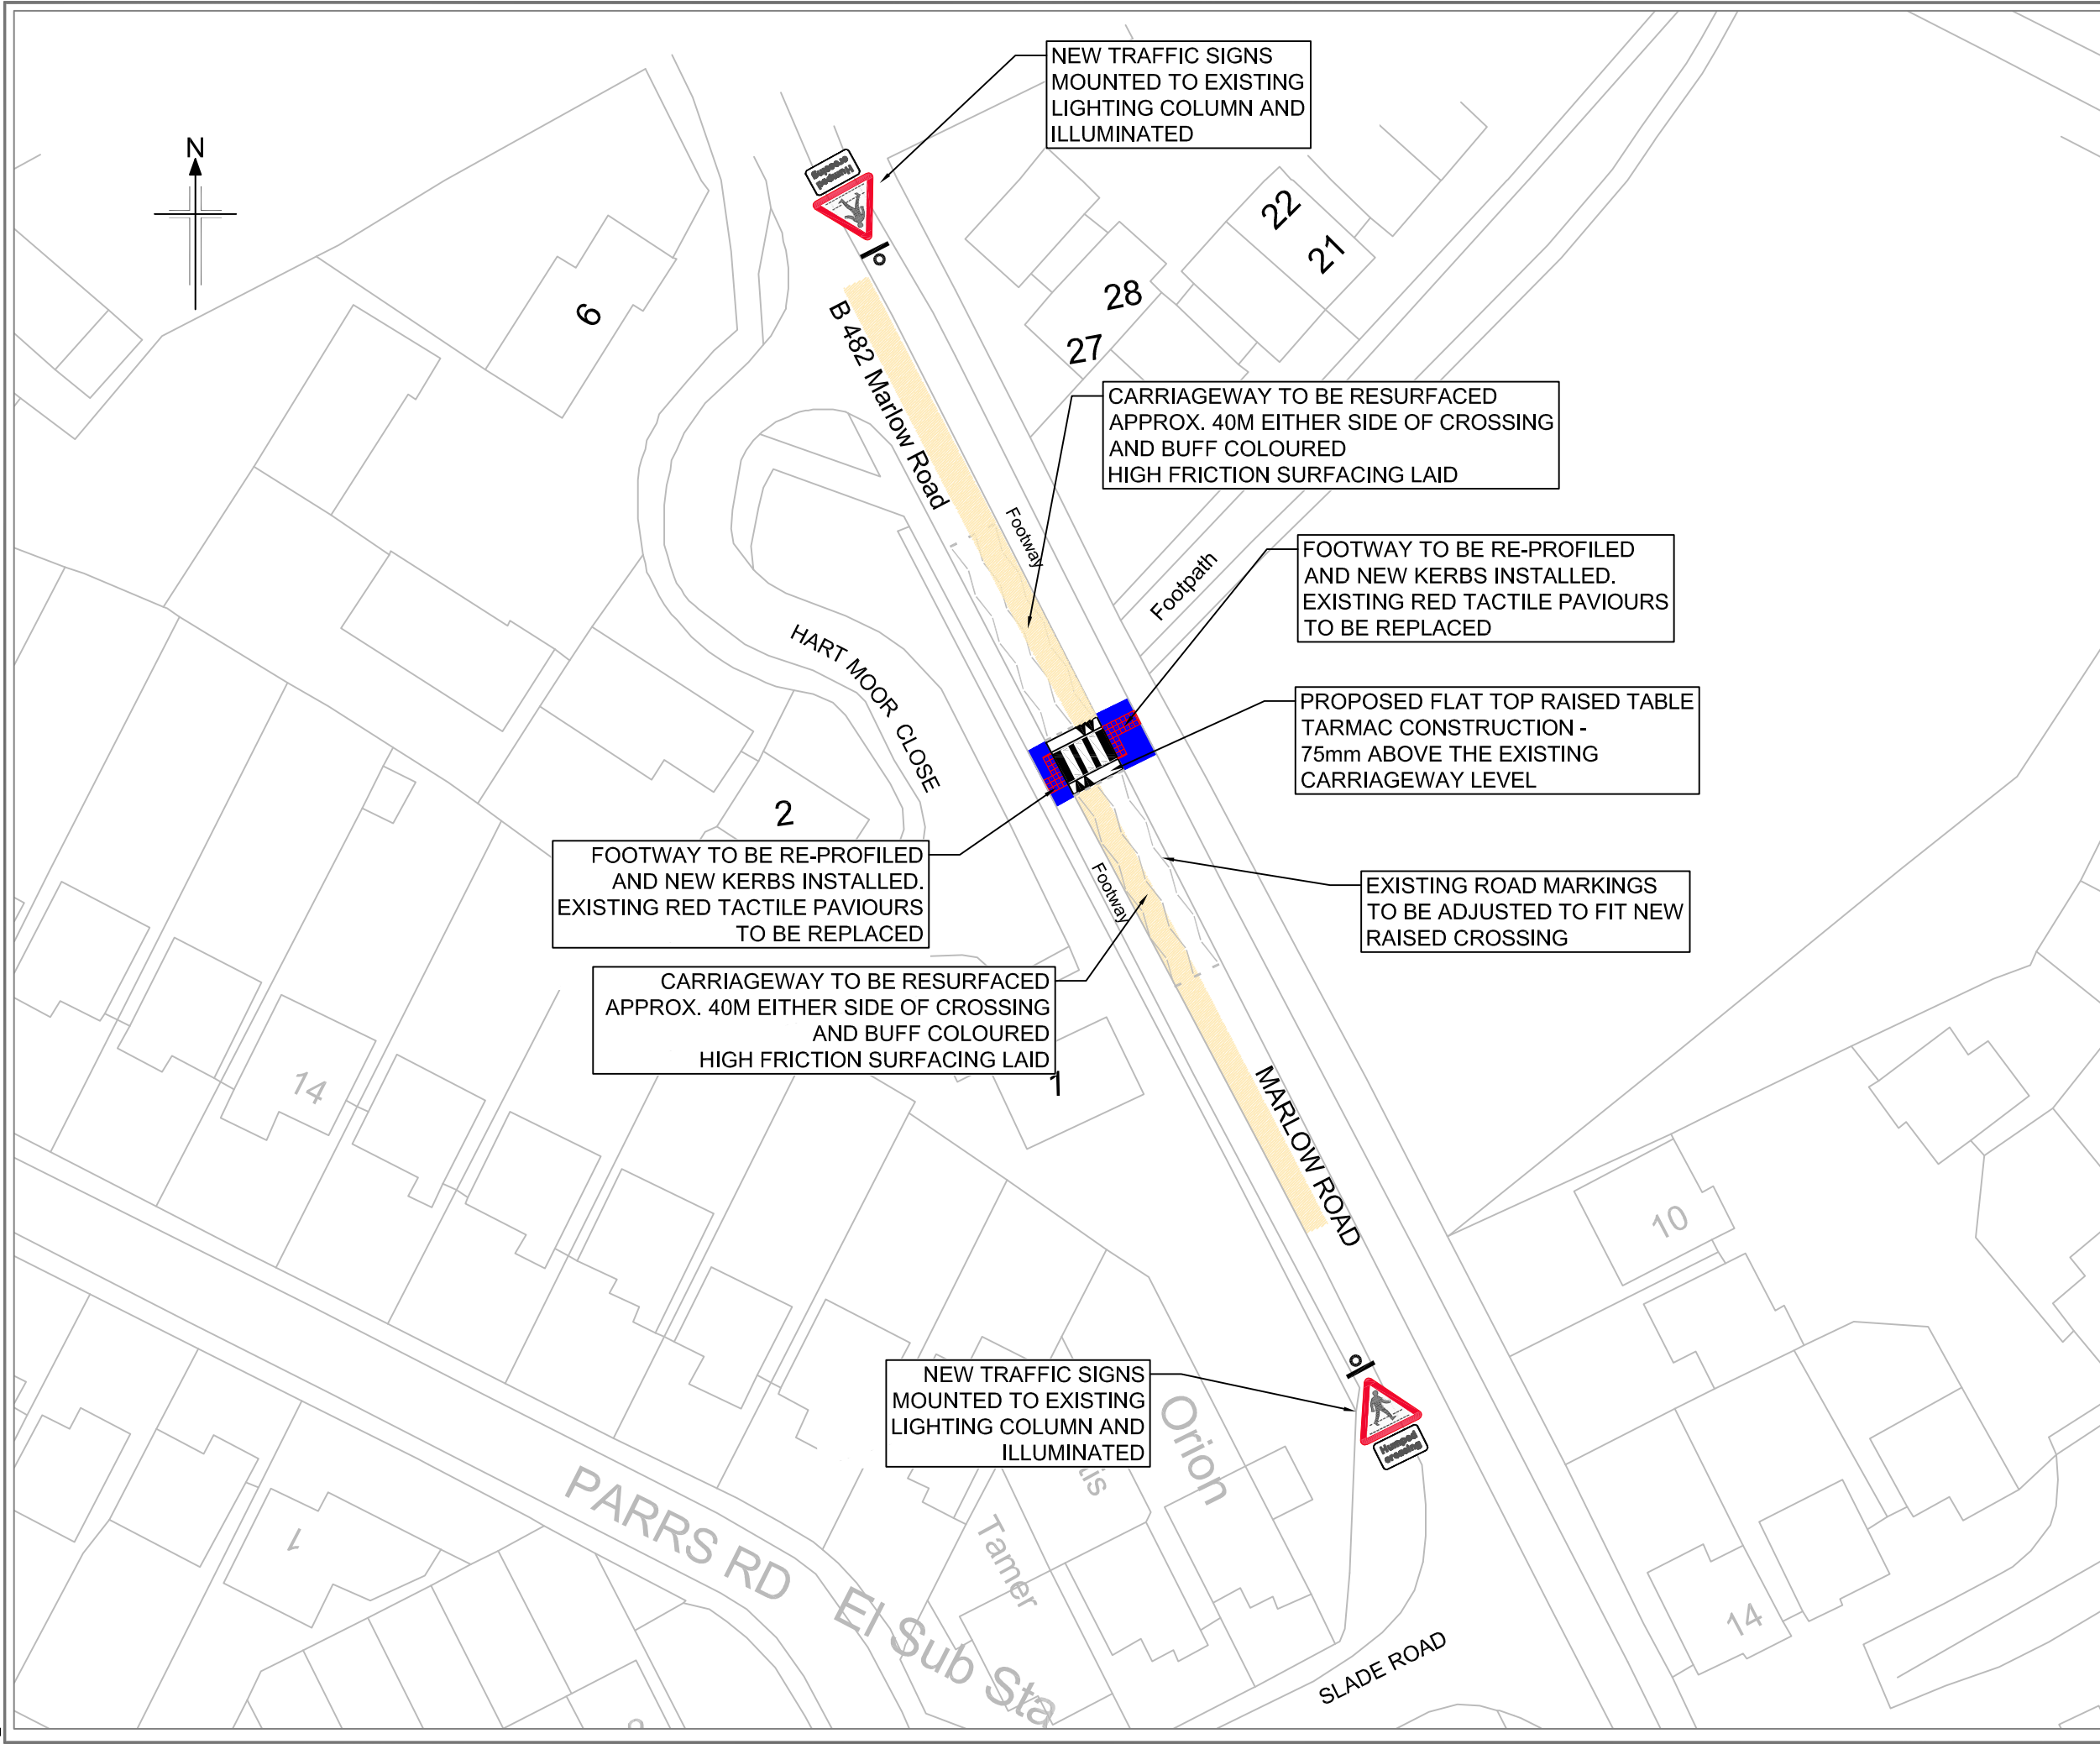 NEW TRAFFIC SIGNS
MOUNTED TO EXISTING
LIGHTING COLUMN AND
ILLUMINATED
N
Humped
crossing
22
21
28
27
6
B 482 Marlow Road
CARRIAGEWAY TO BE RESURFACED
APPROX. 40M EITHER SIDE OF CROSSING
AND BUFF COLOURED
HIGH FRICTION SURFACING LAID
Footway
Footpath
FOOTWAY TO BE RE-PROFILED
AND NEW KERBS INSTALLED.
EXISTING RED TACTILE PAVIOURS
TO BE REPLACED
HART MOOR CLOSE
PROPOSED FLAT TOP RAISED TABLE
TARMAC CONSTRUCTION -
75mm ABOVE THE EXISTING
CARRIAGEWAY LEVEL
2
FOOTWAY TO BE RE-PROFILED
AND NEW KERBS INSTALLED.
EXISTING RED TACTILE PAVIOURS
TO BE REPLACED
Footway
EXISTING ROAD MARKINGS
TO BE ADJUSTED TO FIT NEW
RAISED CROSSING
CARRIAGEWAY TO BE RESURFACED
APPROX. 40M EITHER SIDE OF CROSSING
AND BUFF COLOURED
HIGH FRICTION SURFACING LAID
1
14
MARLOW ROAD
10
NEW TRAFFIC SIGNS
MOUNTED TO EXISTING
LIGHTING COLUMN AND
ILLUMINATED
Humped
crossing
Orion
Tamer
PARRS RD
1
El Sub Sta
14
SLADE ROAD